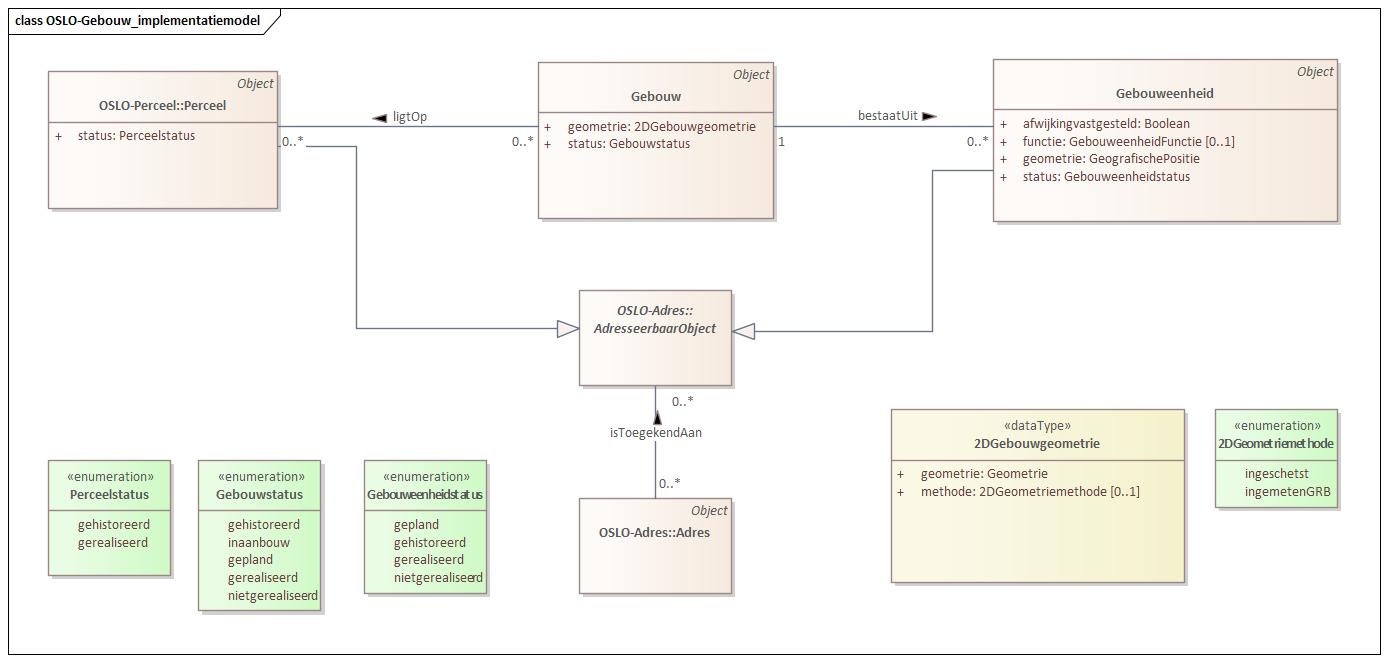 class OSLO-Gebouw_implementatiemodel
Object
OSLO-Perceel::Perceel
+ status: Perceelstatus
0..*
ligtOp
0..*
Object
Gebouw
+ geometrie: 2DGebouwgeometrie
+ status: Gebouwstatus
1
bestaatUit
0..*
Object
Gebouweenheid
+ afwijkingvastgesteld: Boolean
+ functie: GebouweenheidFunctie [0..1]
+ geometrie: GeografischePositie
+ status: Gebouweenheidstatus
OSLO-Adres::
AdresseerbaarObject
0..*
isToegekendAan
0..*
Object
OSLO-Adres::Adres
«enumeration»
Perceelstatus
gehistoreerd
gerealiseerd
«enumeration»
Gebouwstatus
gehistoreerd
inaanbouw
gepland
gerealiseerd
nietgerealiseerd
«enumeration»
Gebouweenheidstatus
gepland
gehistoreerd
gerealiseerd
nietgerealiseerd
«dataType»
2DGebouwgeometrie
+ geometrie: Geometrie
+ methode: 2DGeometriemethode [0..1]
«enumeration»
2DGeometriemethode
ingeschetst
ingemetenGRB